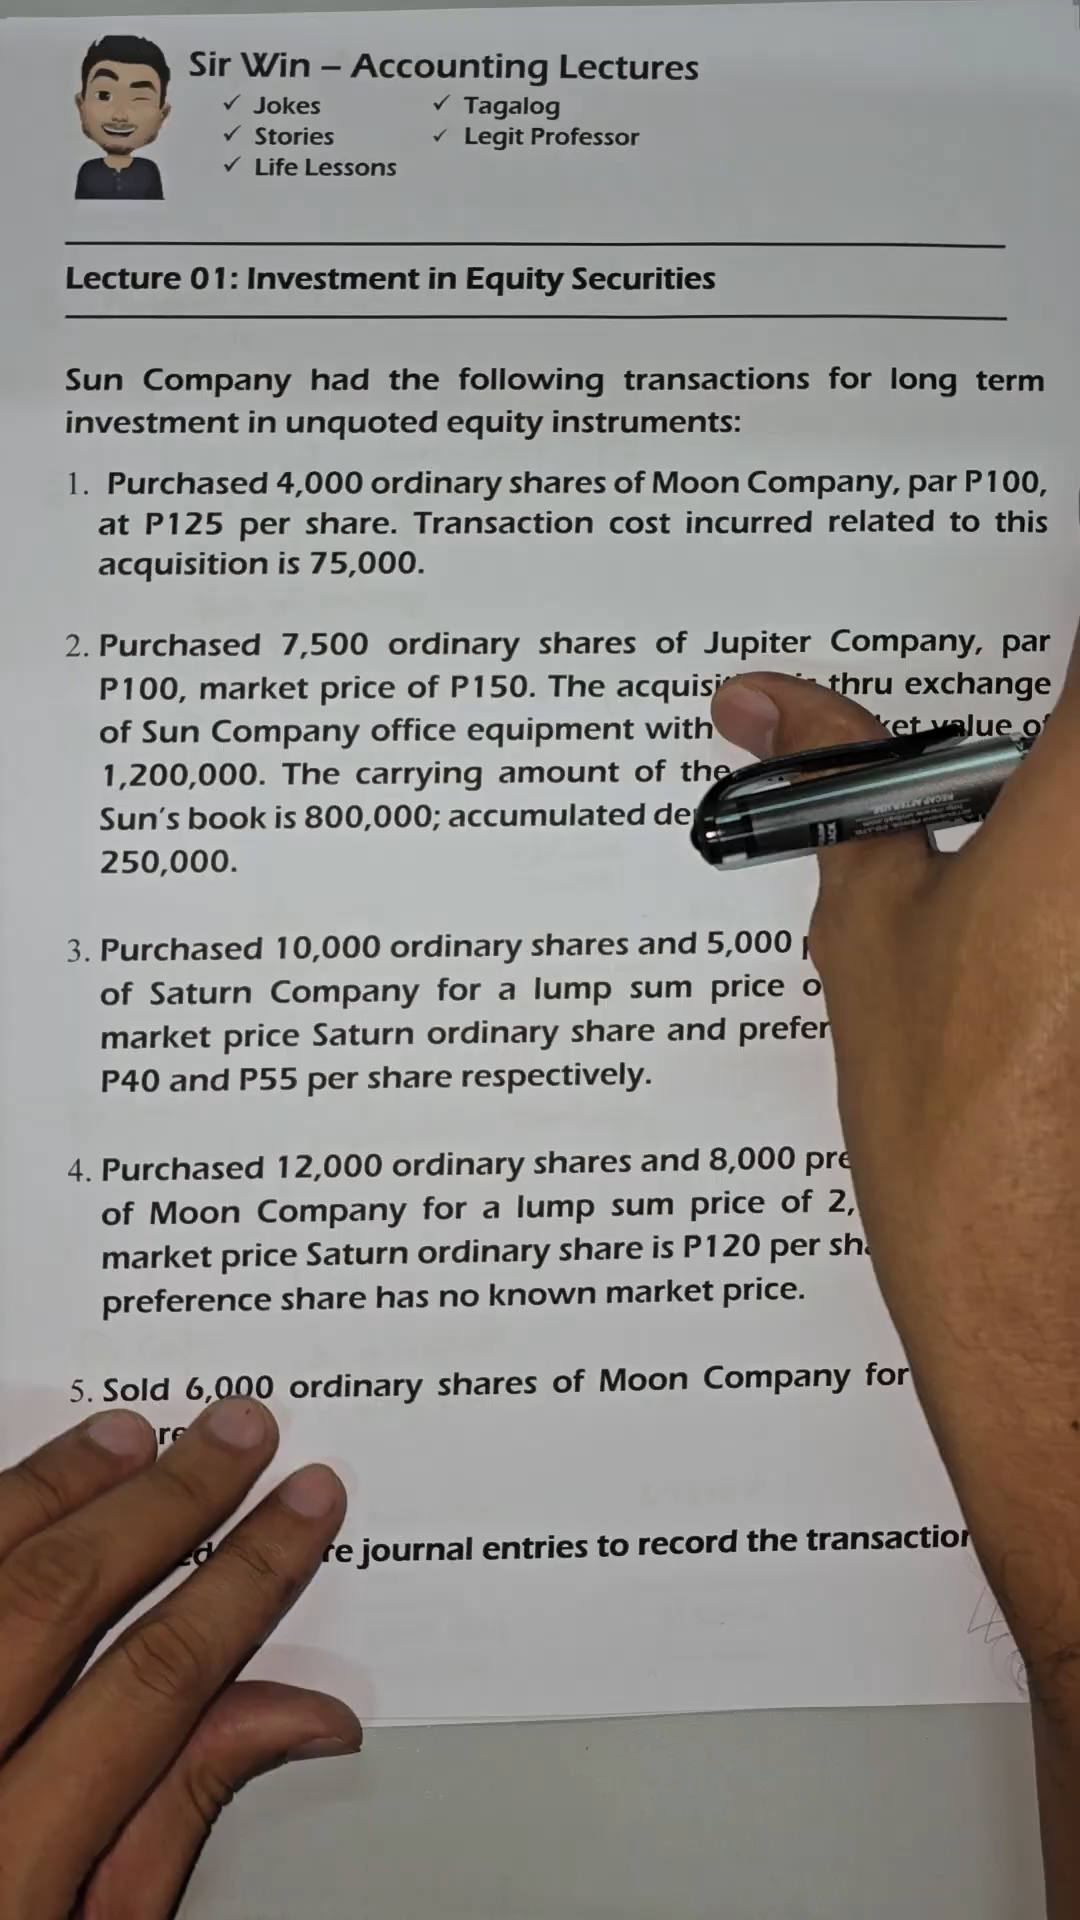 Sir Win – Accounting Lectures
✓ Jokes ✓ Tagalog
✓ Stories ✓ Legit Professor
✓ Life Lessons
Lecture 01: Investment in Equity Securities
Sun Company had the following transactions for long term
investment in unquoted equity instruments:
1. Purchased 4,000 ordinary shares of Moon Company, par P100,
at P125 per share. Transaction cost incurred related to this
acquisition is 75,000.
2. Purchased 7,500 ordinary shares of Jupiter Company, par
P100, market price of P150. The thru exchange
of Sun Company office equipment with value of
1,200,000. The carrying amount of the
Sun's book is 800,000; accumulated
250,000.
3. Purchased 10,000 ordinary shares and 5,000
of Saturn Company for a lump sum price
market price Saturn ordinary share and
P40 and P55 per share respectively.
4. Purchased 12,000 ordinary shares and 8,000
of Moon Company for a lump sum price of 2,
market price Saturn ordinary share is P120 per
preference share has no known market price.
5. Sold 6,000 ordinary shares of Moon Company for
journal entries to record the